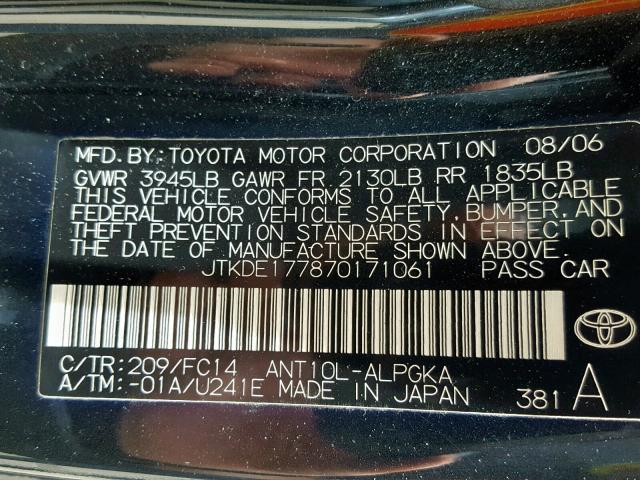 MFD. BY: TOYOTA MOTOR CORPORATION 08/06
GVWR 3945LB GAWR FR 2130LB RR 1835LB
THIS VEHICLE CONFORMS TO ALL APPLICABLE
FEDERAL MOTOR VEHICLE SAFETY, BUMPER, AND
THEFT PREVENTION STANDARDS IN EFFECT ON
THE DATE OF MANUFACTURE SHOWN ABOVE.
JTKDE177870171061 PASS CAR
C/TR: 209/FC14 ANT10L-ALPGKA
A/TM: -01A/U241E MADE IN JAPAN 381 A